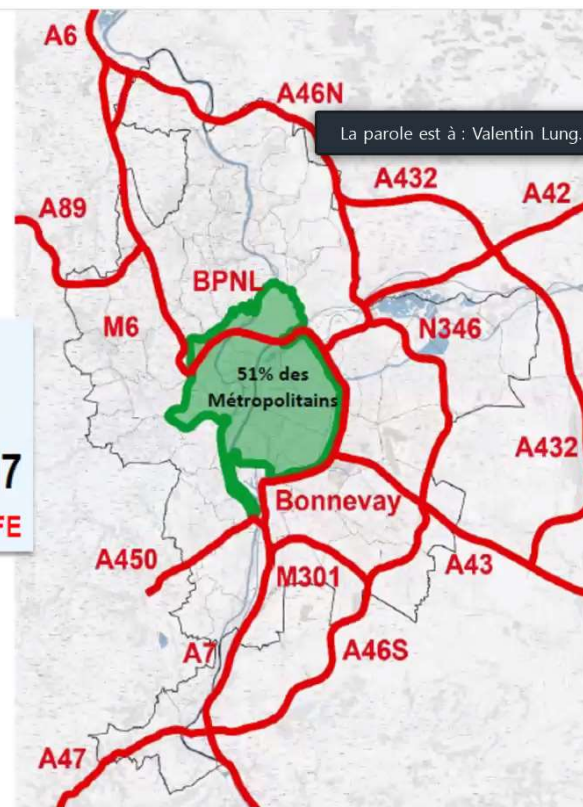 A6
A46N
La parole est à : Valentin Lung.
A432
A42
A89
BPNL
M6
N346
51% des
Métropolitains
A432
7
FE
Bonnevay
A450
M301
A43
A7
A46S
A47